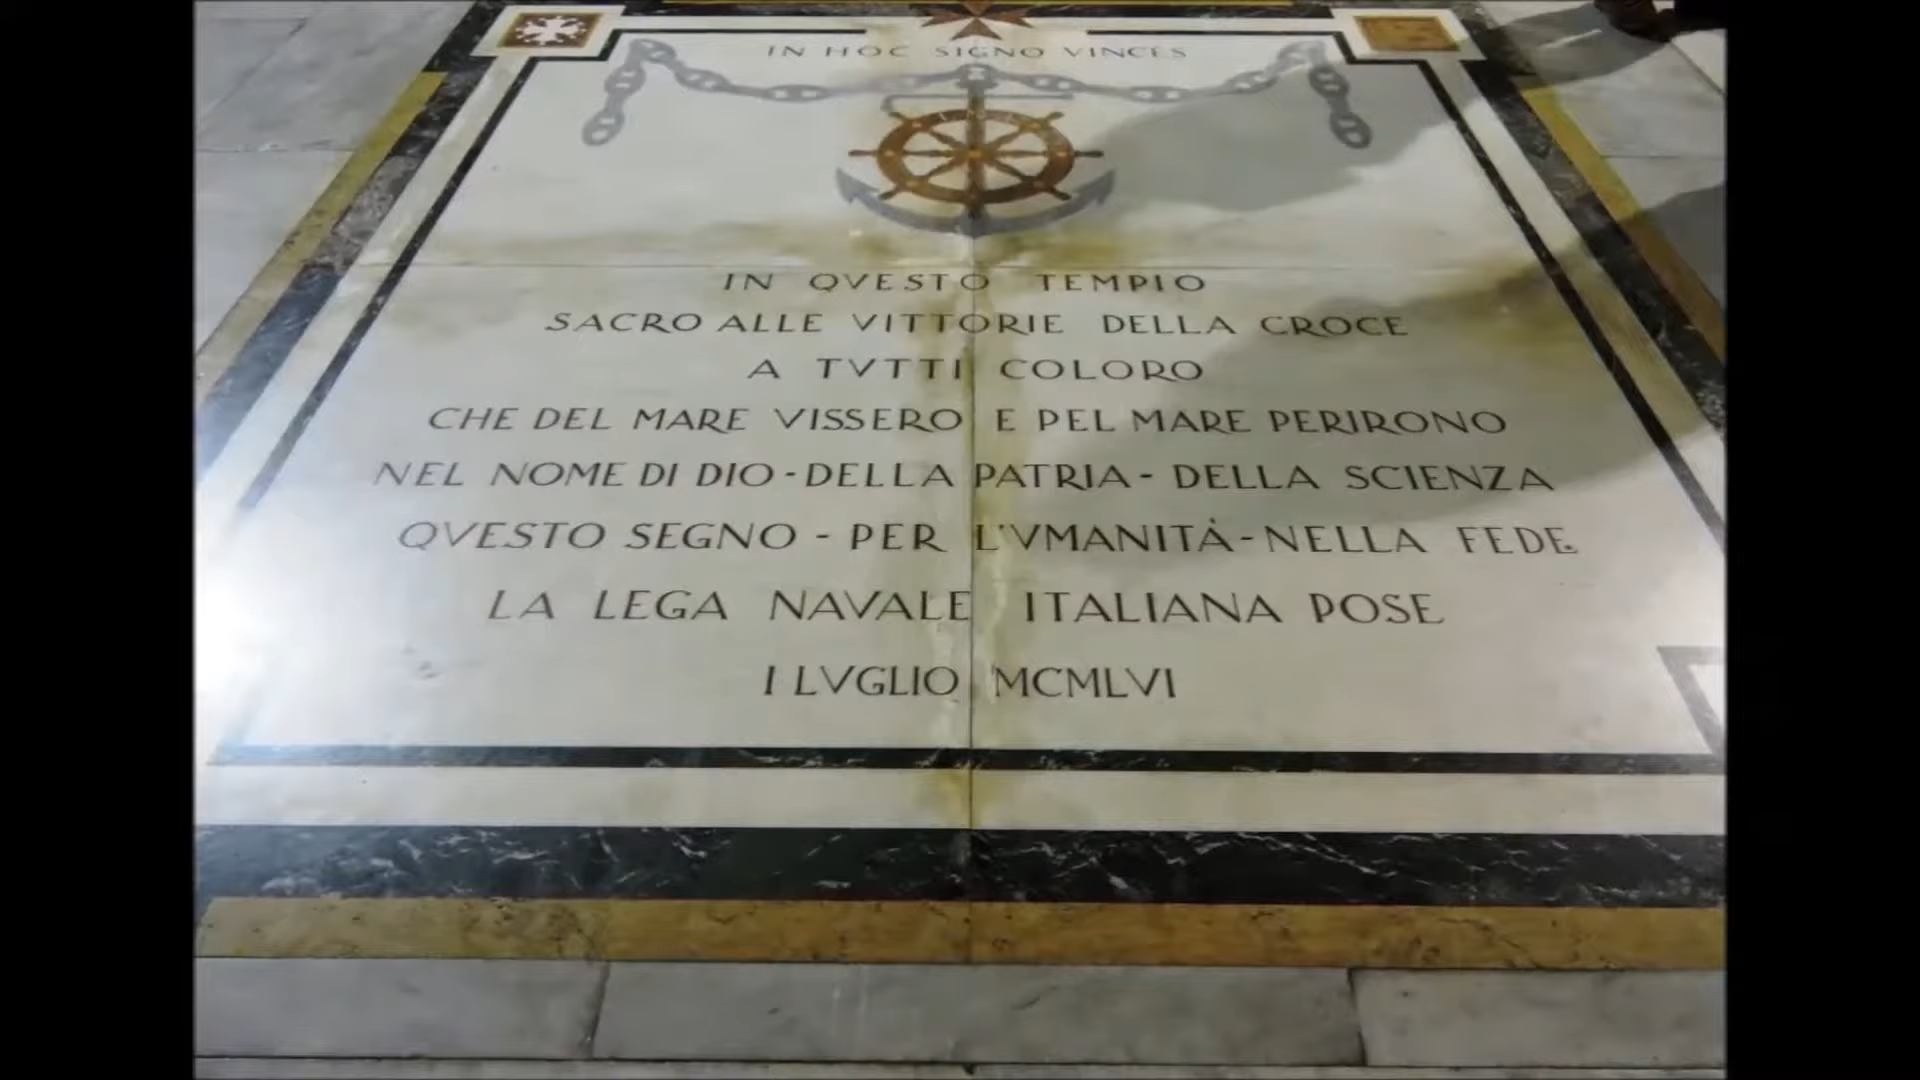 IN HOC SIGNO VINCES
IN QVESTO TEMPIO
SACRO ALLE VITTORIE DELLA CROCE
A TVTTI COLORO
CHE DEL MARE VISSERO E PEL MARE PERIRONO
NEL NOME DI DIO - DELLA PATRIA - DELLA SCIENZA
QVESTO SEGNO - PER L'VMANITÀ - NELLA FEDE
LA LEGA NAVALE ITALIANA POSE
I LVGLIO MCMLVI